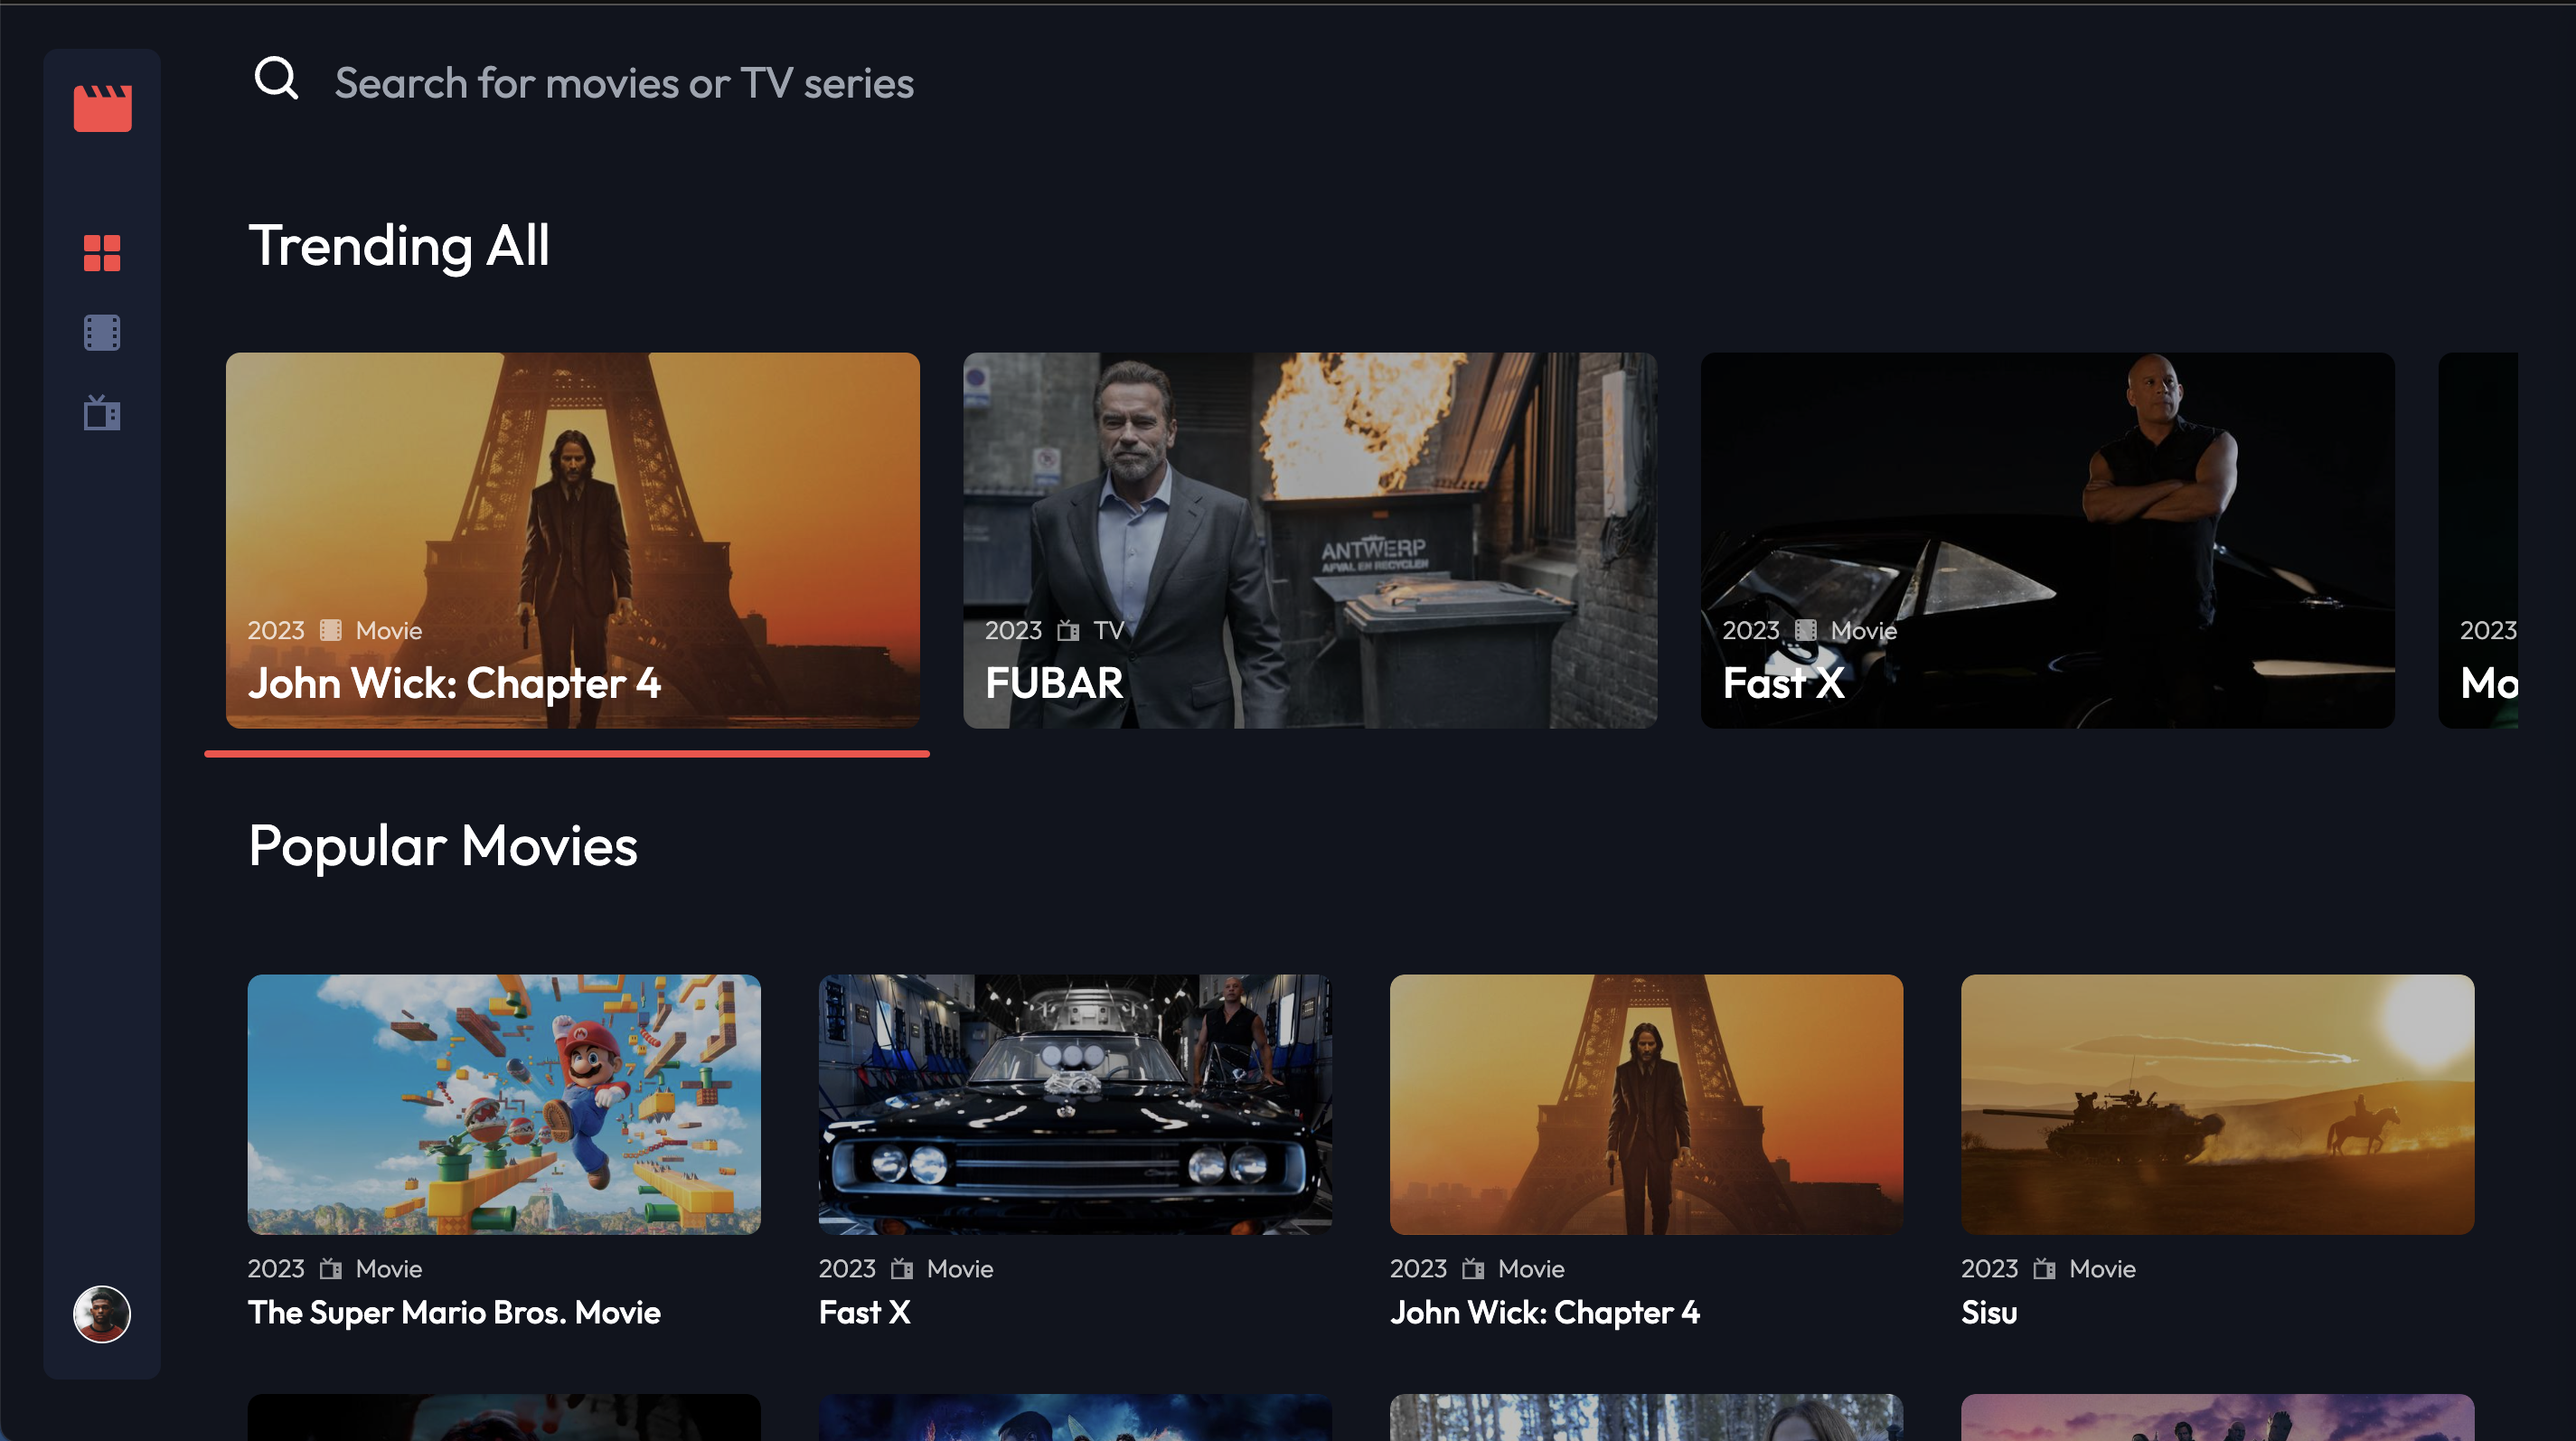 Search for movies or TV series
Trending All
2023 Movie
John Wick: Chapter 4
2023 TV
FUBAR
ANTWERP
AFVAL EN RECYCLEN
2023 Movie
Fast X
2023
Mo
Popular Movies
2023 Movie
The Super Mario Bros. Movie
2023 Movie
Fast X
2023 Movie
John Wick: Chapter 4
2023 Movie
Sisu